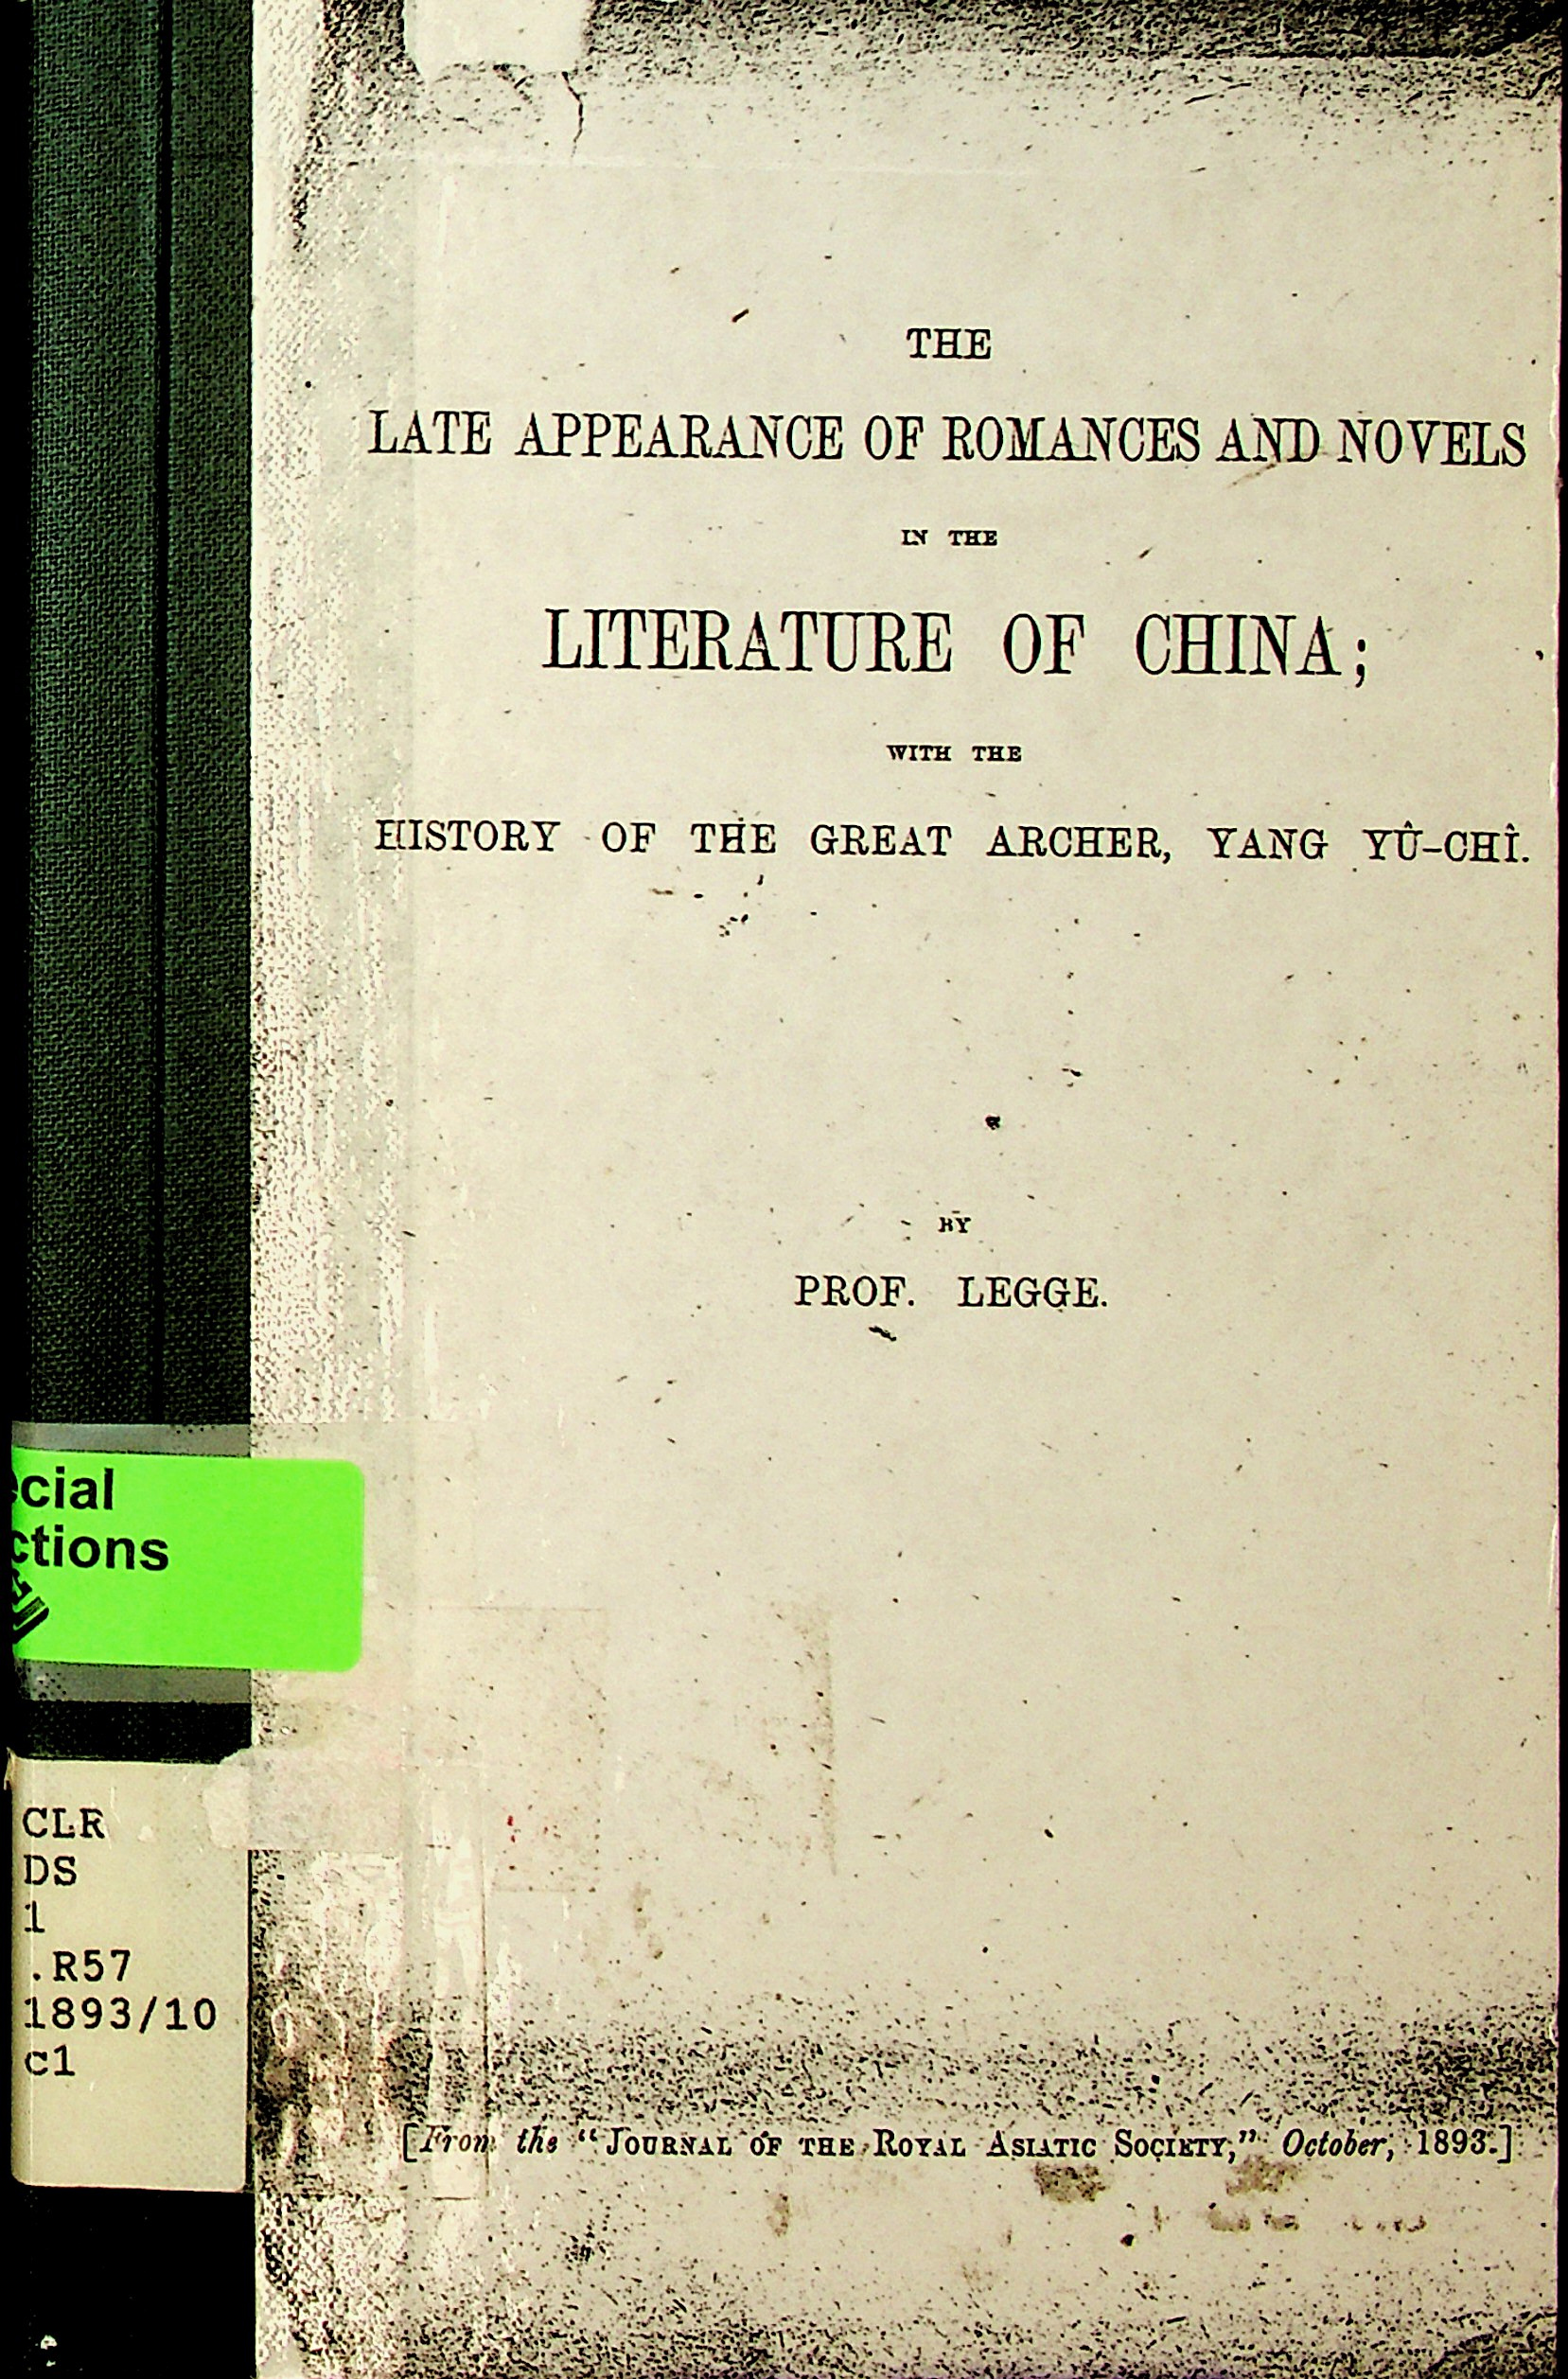 THE
LATE APPEARANCE OF ROMANCES AND NOVELS
IN THE
LITERATURE OF CHINA;
WITH THE
HISTORY OF THE GREAT ARCHER, YANG YÛ-CHÎ.
BY
PROF. LEGGE.
[From the “JOURNAL OF THE ROYAL ASIATIC SOCIETY,” October, 1893.]
ecial
ctions
CLR
DS
1
.R57
1893/10
c1